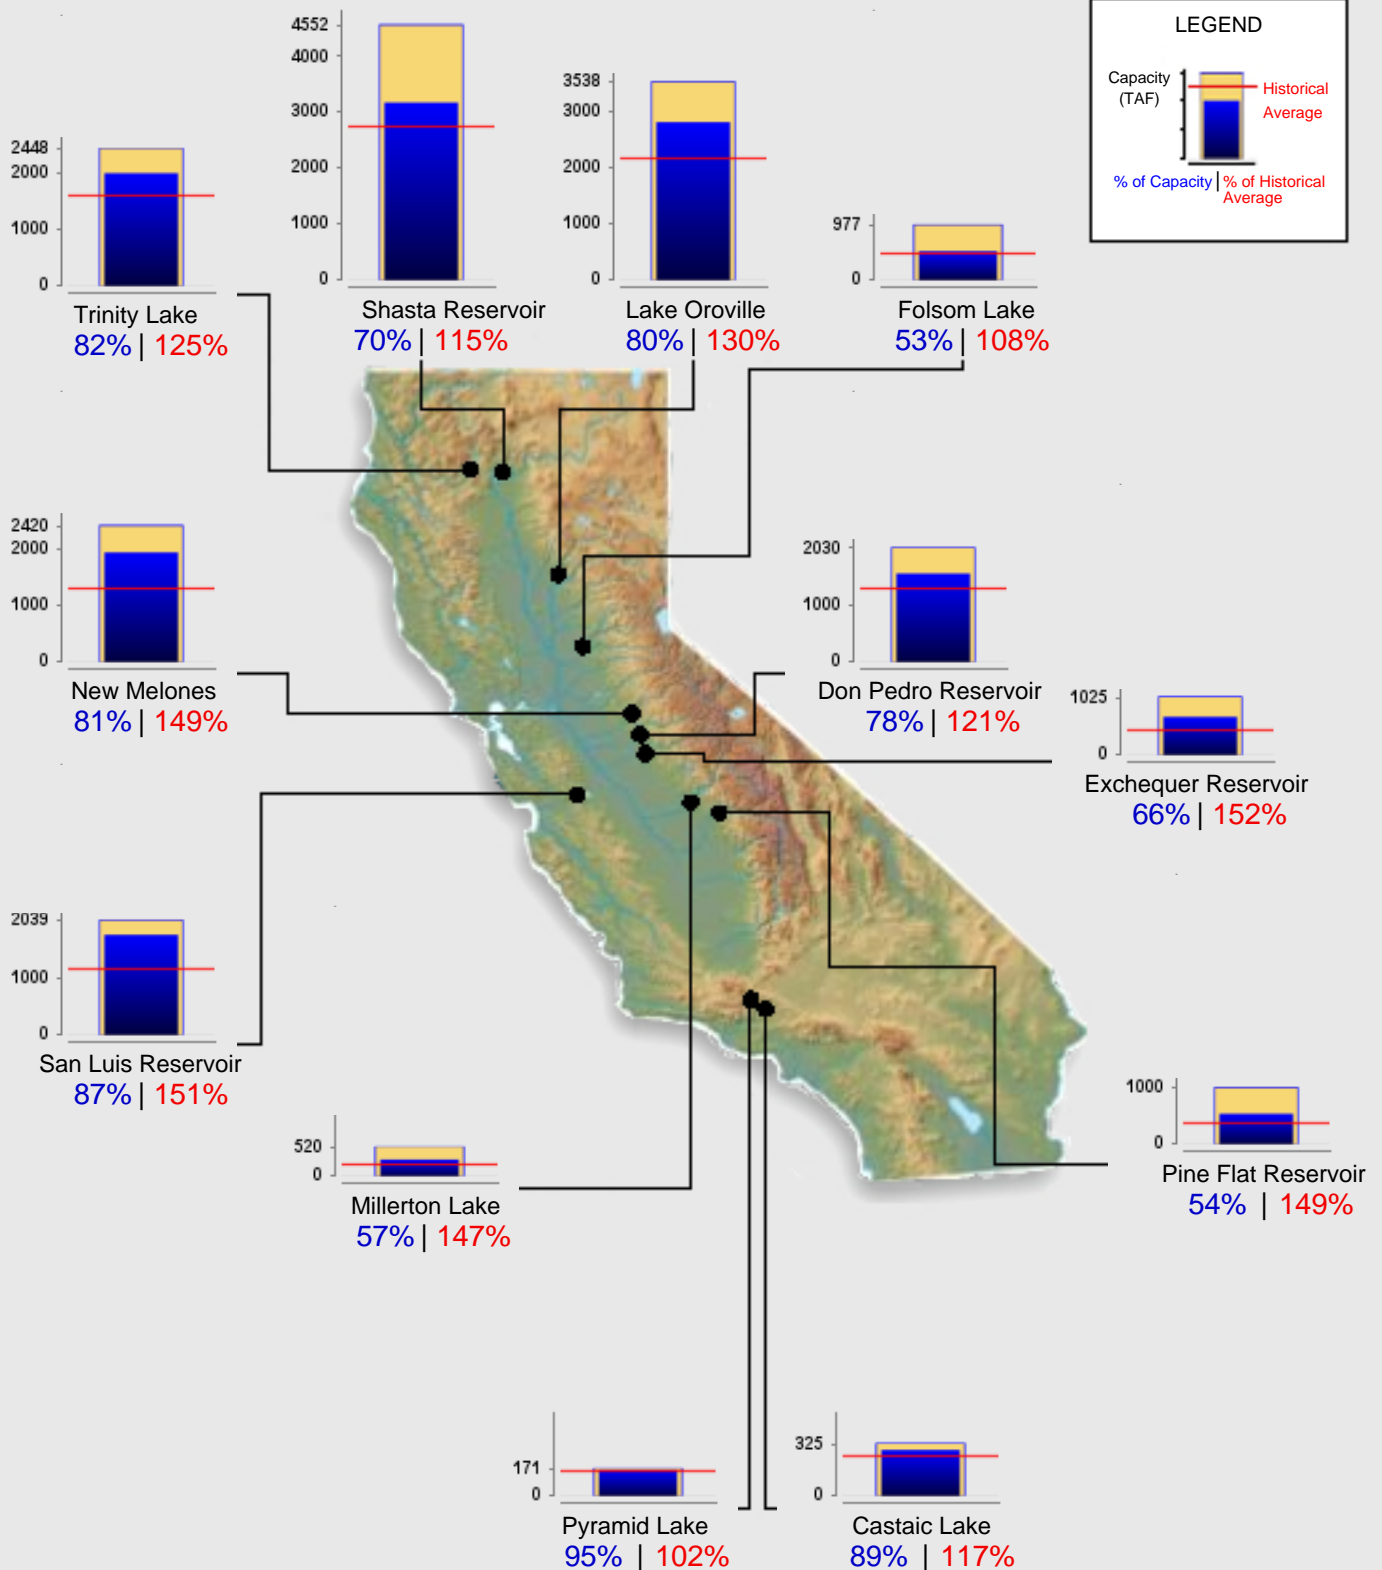 LEGEND
Capacity
(TAF)
Historical
Average
% of Capacity | % of Historical
Average
4552
4000
3000
2000
1000
0
Shasta Reservoir
70% | 115%
3538
3000
2000
1000
0
Lake Oroville
80% | 130%
2448
2000
1000
0
Trinity Lake
82% | 125%
977
0
Folsom Lake
53% | 108%
2420
2000
1000
0
New Melones
81% | 149%
2030
1000
0
Don Pedro Reservoir
78% | 121%
1025
0
Exchequer Reservoir
66% | 152%
2039
1000
0
San Luis Reservoir
87% | 151%
520
0
Millerton Lake
57% | 147%
1000
0
Pine Flat Reservoir
54% | 149%
171
0
Pyramid Lake
95% | 102%
325
0
Castaic Lake
89% | 117%